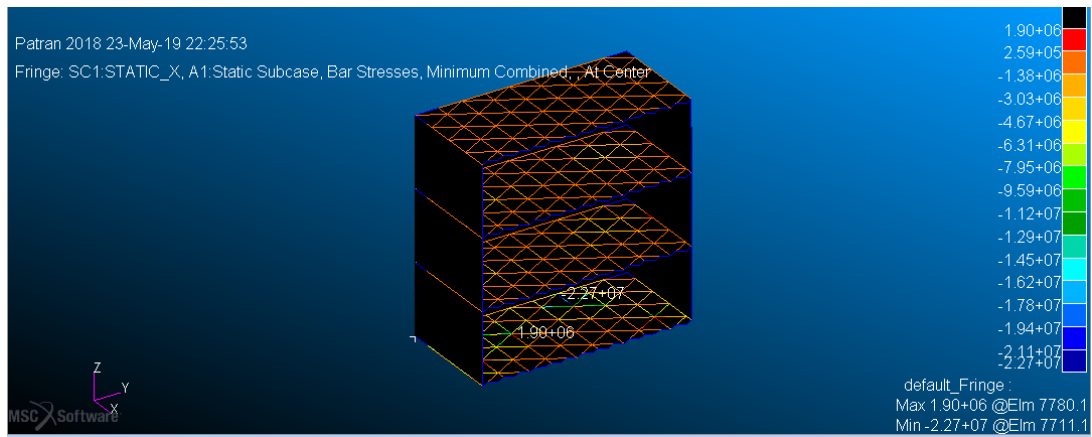 Patran 2018 23-May-19 22:25:53
Fringe: SC1:STATIC_X, A1:Static Subcase, Bar Stresses, Minimum Combined, , At Center
1.90+06
2.59+05
-1.38+06
-3.03+06
-4.67+06
-6.31+06
-7.95+06
-9.59+06
-1.12+07
-1.29+07
-1.45+07
-1.62+07
-1.78+07
-1.94+07
-2.11+07
-2.27+07
-2.27+07
1.90+06
Z
Y
X
MSC Software
default_Fringe :
Max 1.90+06 @Elm 7780.1
Min -2.27+07 @Elm 7711.1